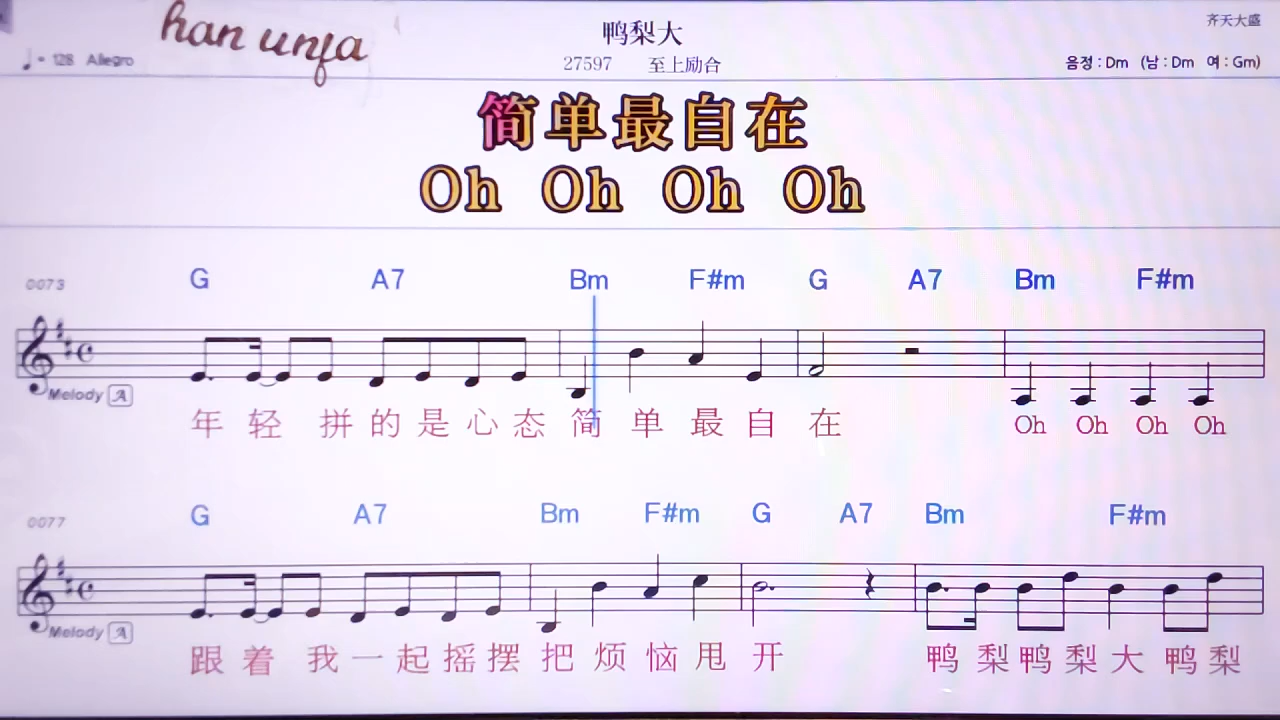 han unfa
鸭梨大
齐天大盛
♩= 128 Allegro
27597 至上励合
음정 : Dm (남 : Dm 여 : Gm)
简单最自在
Oh Oh Oh Oh
0073 G A7 Bm F#m G A7 Bm F#m
Melody A
年 轻 拼 的 是 心 态 简 单 最 自 在 Oh Oh Oh Oh
0077 G A7 Bm F#m G A7 Bm F#m
Melody A
跟 着 我 一 起 摇 摆 把 烦 恼 甩 开 鸭 梨 鸭 梨 大 鸭 梨